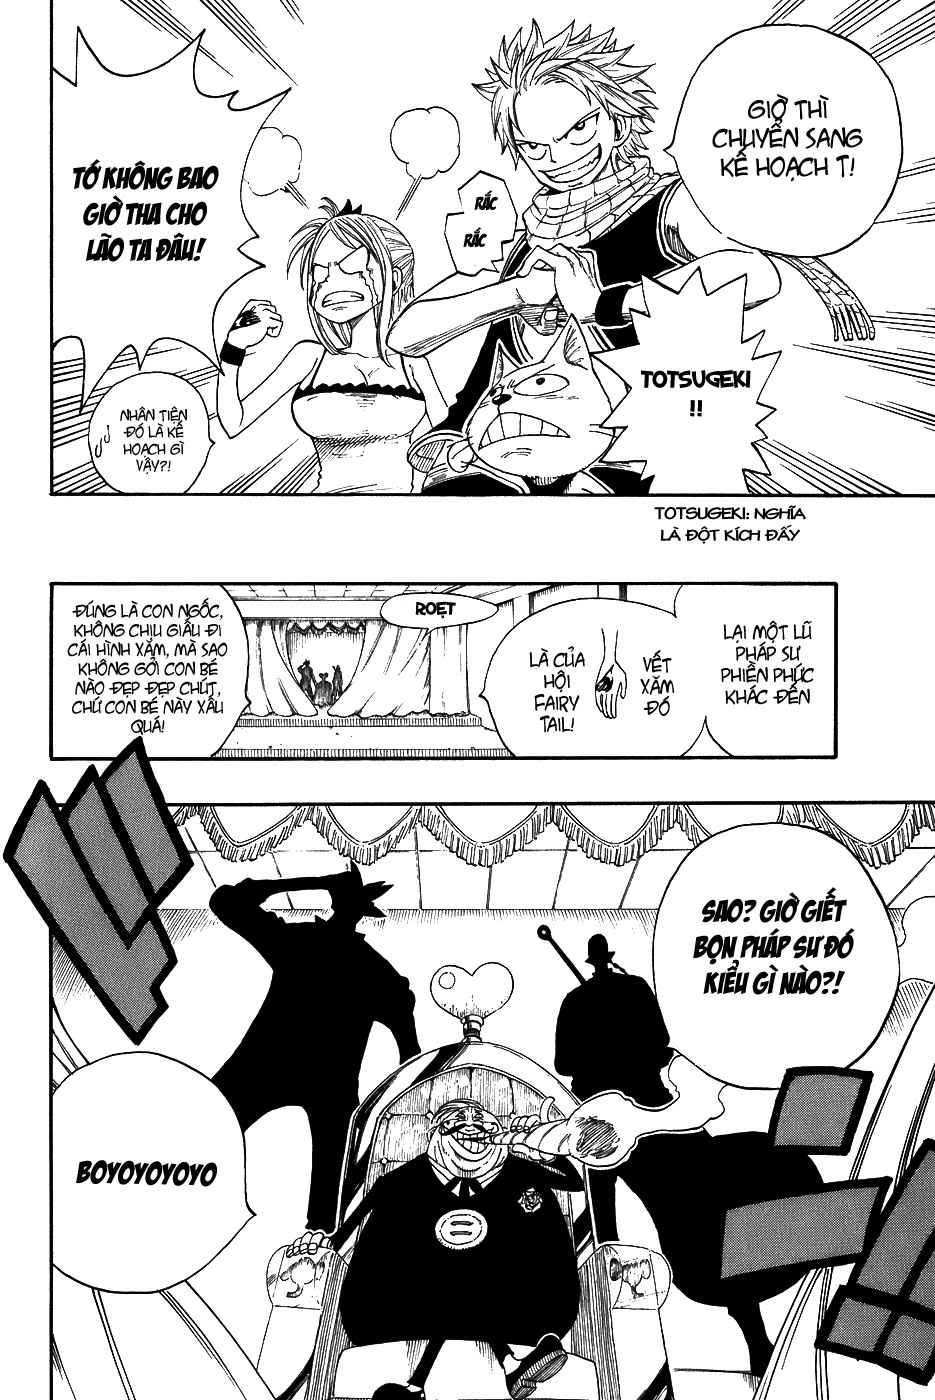 GIỜ THÌ
CHUYỂN SANG
KẾ HOẠCH T!
RẮC
RẮC
TỚ KHÔNG BAO
GIỜ THA CHO
LÃO TA ĐÂU!
TOTSUGEKI
!!
NHÂN TIỆN
ĐÓ LÀ KẾ
HOẠCH GÌ
VẬY?!
TOTSUGEKI: NGHĨA
LÀ ĐỘT KÍCH ĐẤY
LẠI MỘT LŨ
PHÁP SƯ
PHIỀN PHỨC
KHÁC ĐẾN
VẾT
XĂM
ĐÓ
LÀ CỦA
HỘI
FAIRY
TAIL!
ROẸT
ĐÚNG LÀ CON NGỐC,
KHÔNG CHỊU GIẤU ĐI
CÁI HÌNH XĂM, MÀ SAO
KHÔNG GỞI CON BÉ
NÀO ĐẸP ĐẸP CHÚT,
CHỨ CON BÉ NÀY XẤU
QUÁ!
SAO? GIỜ GIẾT
BỌN PHÁP SƯ ĐÓ
KIỂU GÌ NÀO?!
BOYOYOYOYO